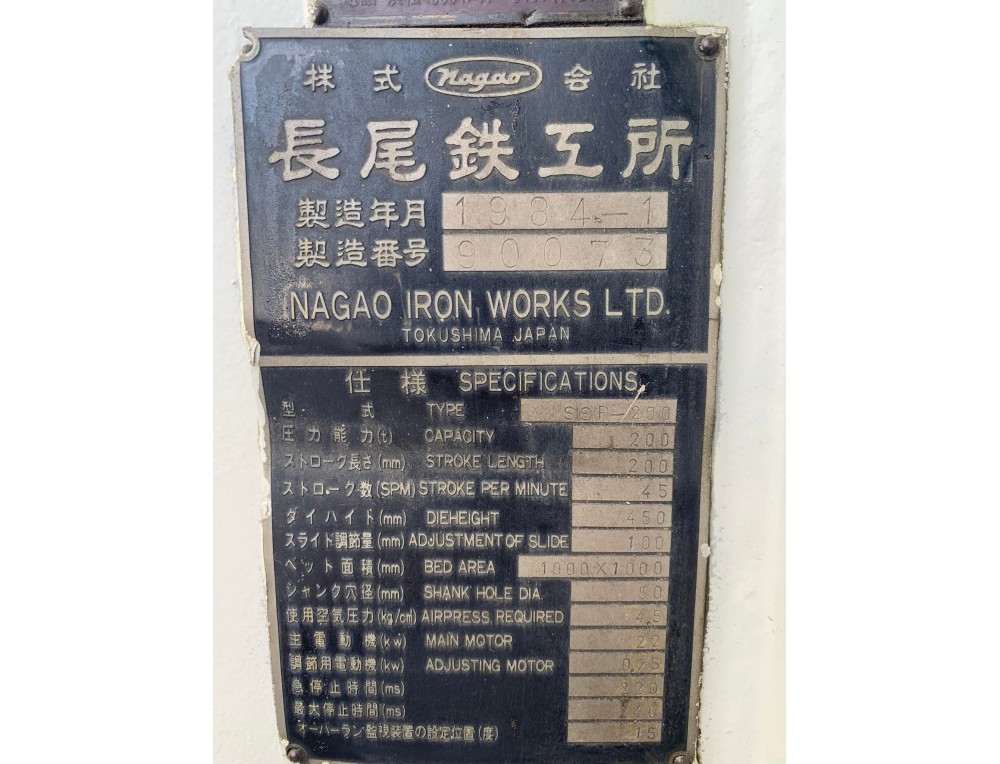 株式 Nagao 会社
長尾鉄工所
製造年月 1984-1
製造番号 90073
NAGAO IRON WORKS LTD.
TOKUSHIMA JAPAN
仕様 SPECIFICATIONS
型式 TYPE 200
圧力能力(t) CAPACITY 200
ストローク長さ(mm) STROKE LENGTH 200
ストローク数(SPM) STROKE PER MINUTE 45
ダイハイト(mm) DIEHEIGHT 450
スライド調節量(mm) ADJUSTMENT OF SLIDE 100
ベット面積(mm) BED AREA 1000X1000
シャンク穴径(mm) SHANK HOLE DIA. 50
使用空気圧力(kg/c㎡) AIRPRESS. REQUIRED 4.5
主電動機(kw) MAIN MOTOR 22
調節用電動機(kw) ADJUSTING MOTOR 0.75
急停止時間(ms) 220
最大停止時間(ms)
オーバーラン監視装置の設定位置(度) 15